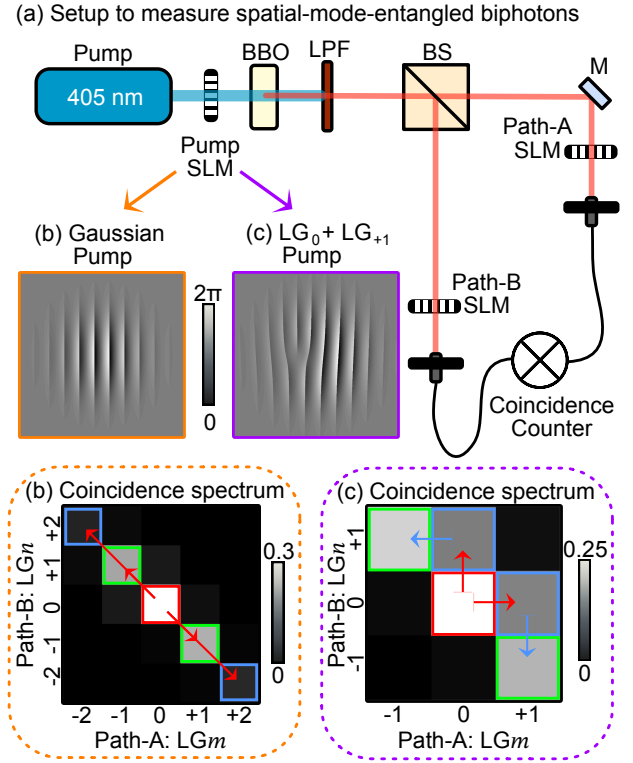 (a) Setup to measure spatial-mode-entangled biphotons
Pump
BBO
LPF
BS
M
405 nm
Path-A
SLM
Pump
SLM
(b) Gaussian
Pump
(c) LG0 + LG+1
Pump
2π
0
Path-B
SLM
Coincidence
Counter
(b) Coincidence spectrum
Path-B: LGn
+2
+1
0
-1
-2
-2 -1 0 +1 +2
Path-A: LGm
0.3
0
(c) Coincidence spectrum
Path-B: LGn
+1
0
-1
-1 0 +1
Path-A: LGm
0.25
0